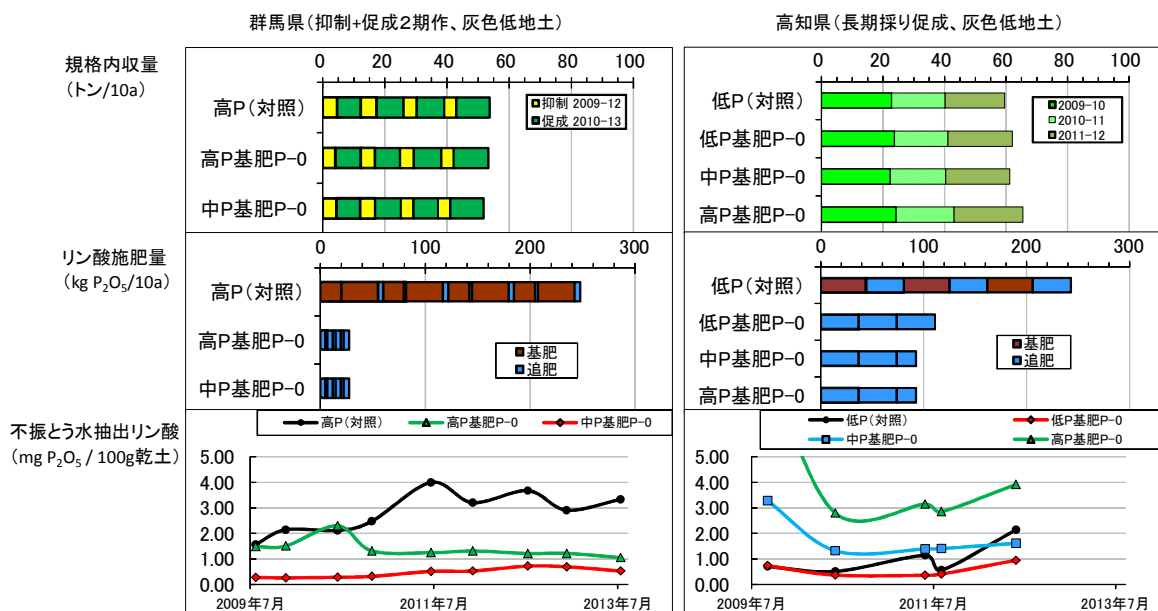 群馬県(抑制+促成2期作、灰色低地土)
高知県(長期採り促成、灰色低地土)
規格内収量
(トン/10a)
0 20 40 60 80 100
高P(対照)
高P基肥P-0
中P基肥P-0
抑制 2009-12
促成 2010-13
0 20 40 60 80 100
低P(対照)
低P基肥P-0
中P基肥P-0
高P基肥P-0
2009-10
2010-11
2011-12
リン酸施肥量
(kg P₂O₅/10a)
0 100 200 300
高P(対照)
高P基肥P-0
中P基肥P-0
基肥
追肥
0 100 200 300
低P(対照)
低P基肥P-0
中P基肥P-0
高P基肥P-0
基肥
追肥
不振とう水抽出リン酸
(mg P₂O₅ / 100g乾土)
高P(対照) 高P基肥P-0 中P基肥P-0
5.00
4.00
3.00
2.00
1.00
0.00
2009年7月 2011年7月 2013年7月
低P(対照) 低P基肥P-0
中P基肥P-0 高P基肥P-0
5.00
4.00
3.00
2.00
1.00
0.00
2009年7月 2011年7月 2013年7月